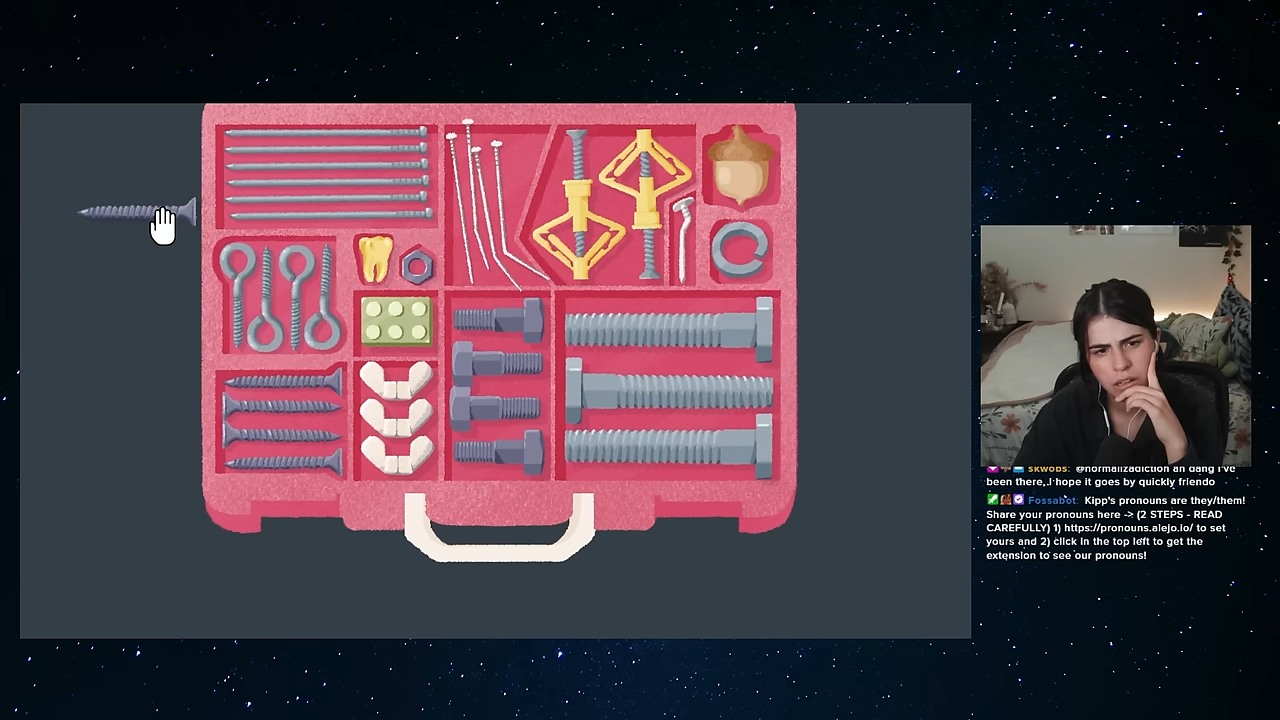 skwobs: @normalizadiction ah dang i've
been there, I hope it goes by quickly friendo
Fossabot: Kipp's pronouns are they/them!
Share your pronouns here -> (2 STEPS - READ
CAREFULLY) 1) https://pronouns.alejo.io/ to set
yours and 2) click in the top left to get the
extension to see our pronouns!